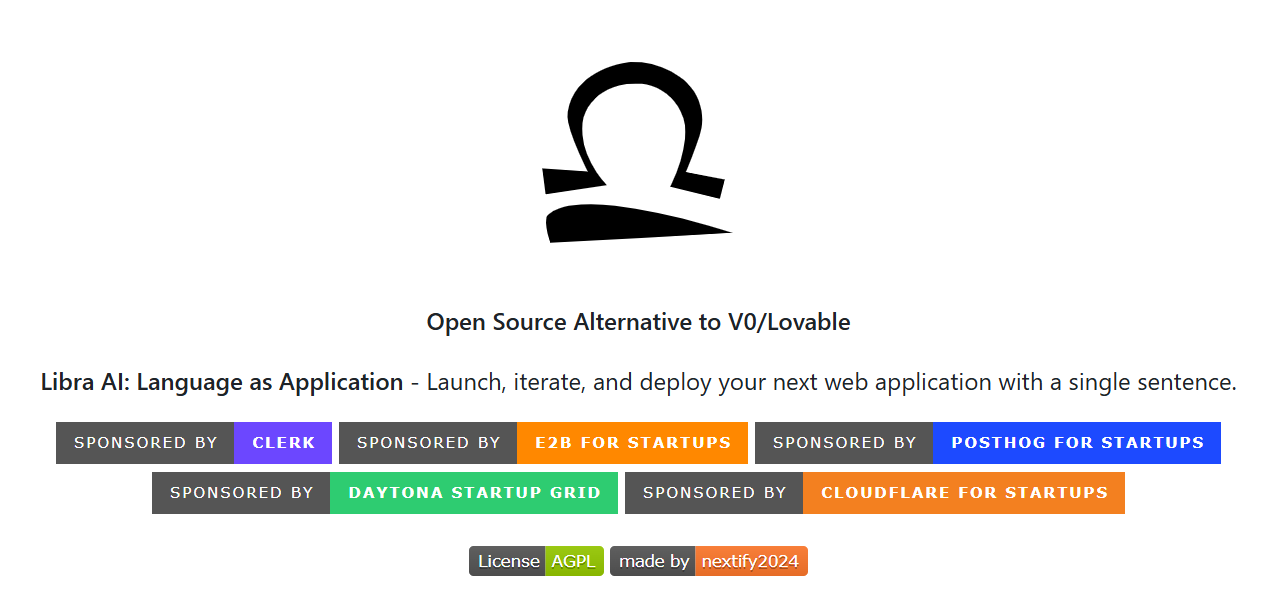 Open Source Alternative to V0/Lovable
Libra AI: Language as Application - Launch, iterate, and deploy your next web application with a single sentence.
SPONSORED BY CLERK SPONSORED BY E2B FOR STARTUPS SPONSORED BY POSTHOG FOR STARTUPS
SPONSORED BY DAYTONA STARTUP GRID SPONSORED BY CLOUDFLARE FOR STARTUPS
License AGPL made by nextify2024